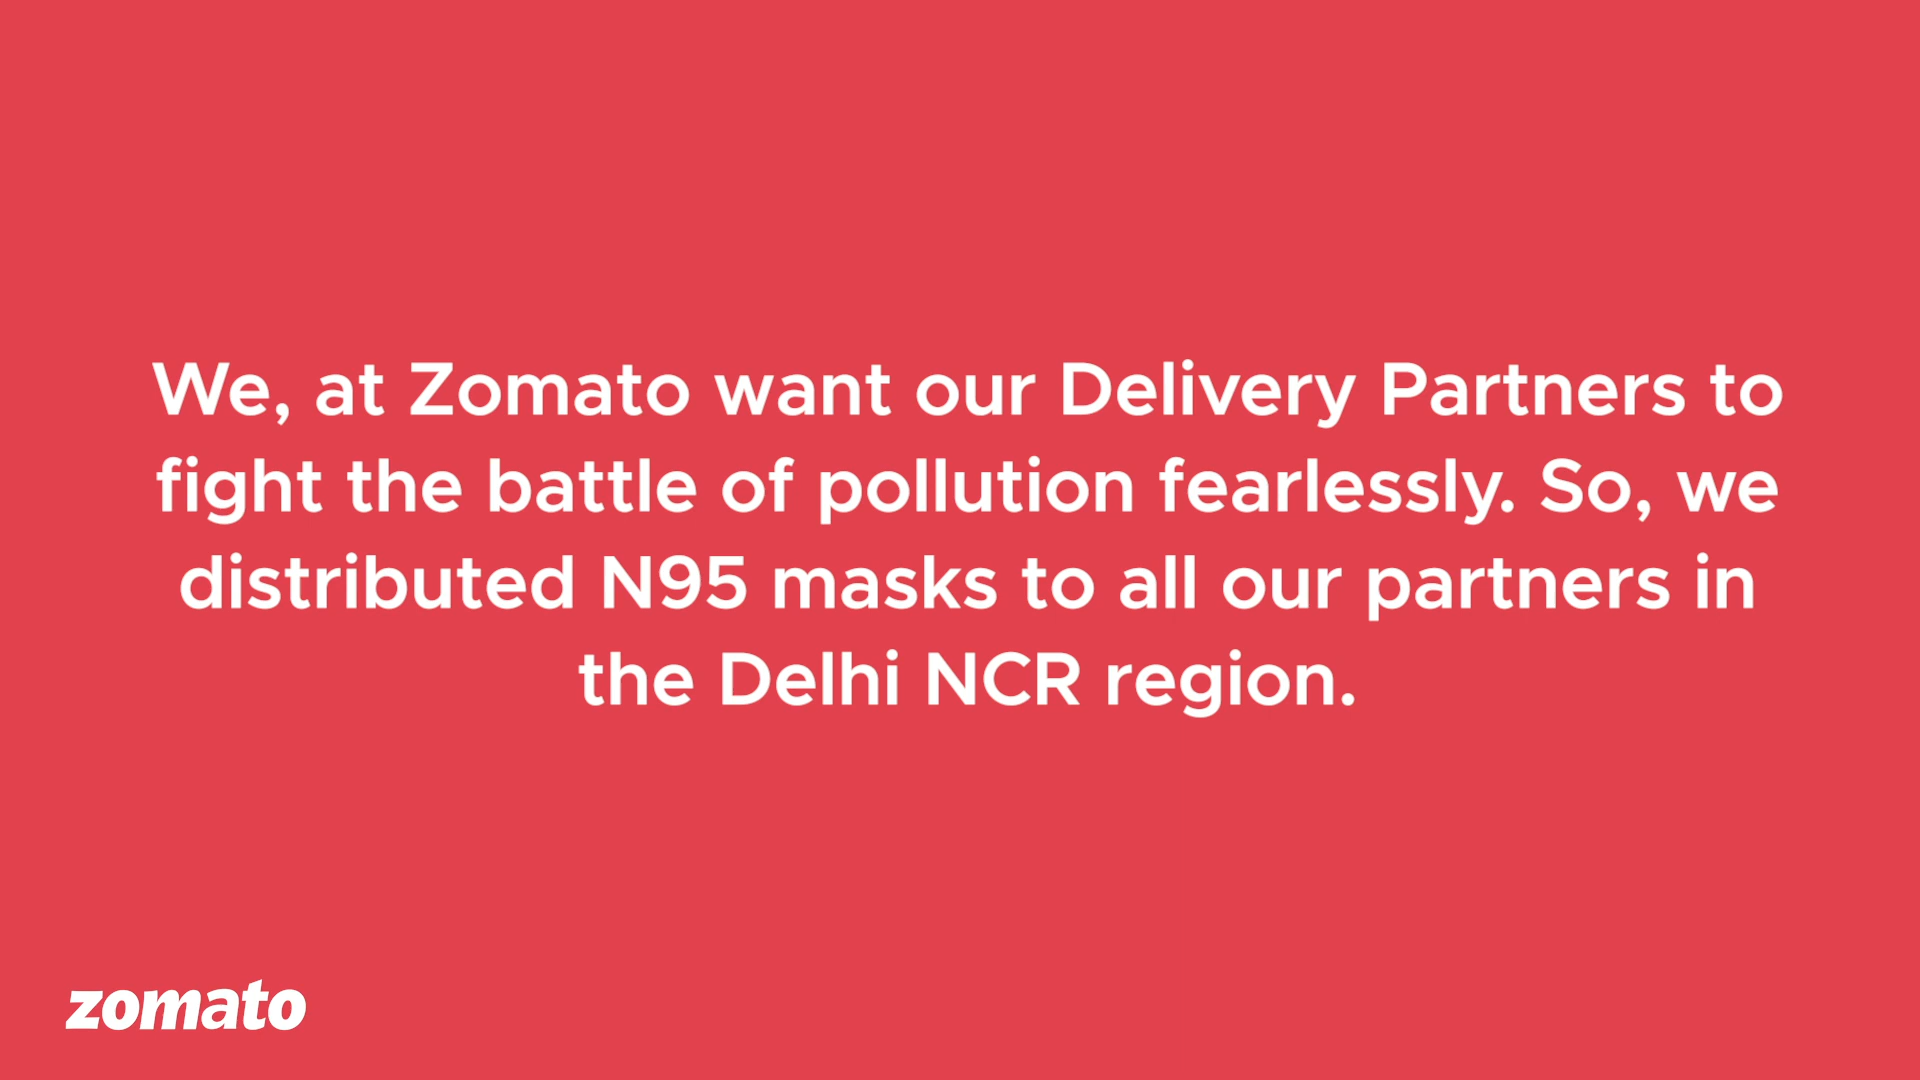 We, at Zomato want our Delivery Partners to
fight the battle of pollution fearlessly. So, we
distributed N95 masks to all our partners in
the Delhi NCR region.
zomato